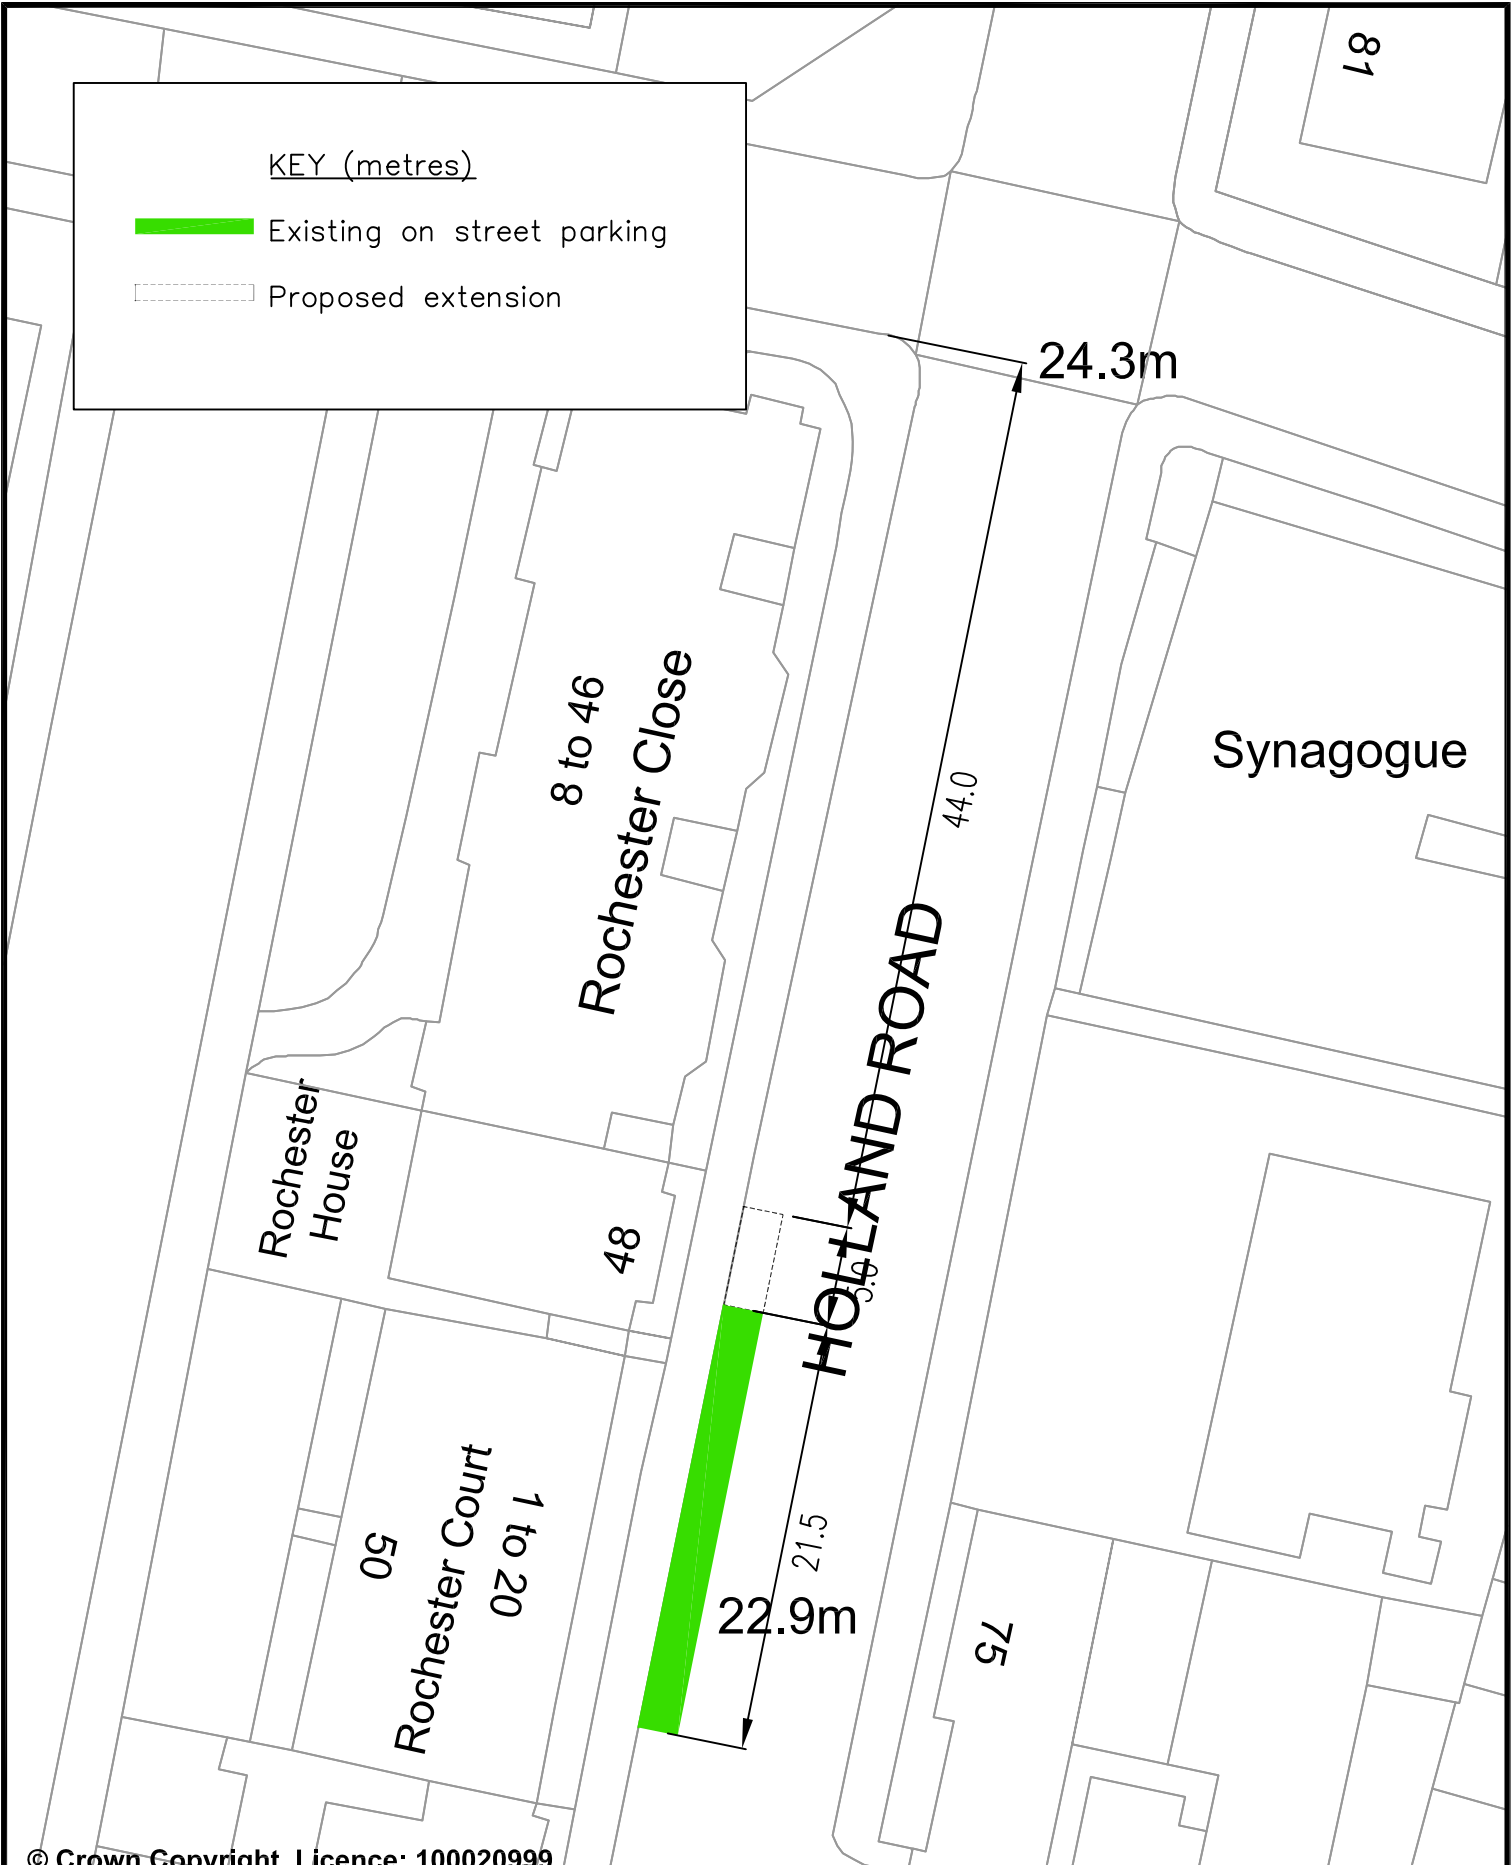 81
KEY (metres)
Existing on street parking
Proposed extension
24.3m
8 to 46
Rochester Close
44.0
Synagogue
HOLLAND ROAD
Rochester
House
48
5.0
50
Rochester Court
1 to 20
21.5
22.9m
75
© Crown Copyright. Licence: 100020999